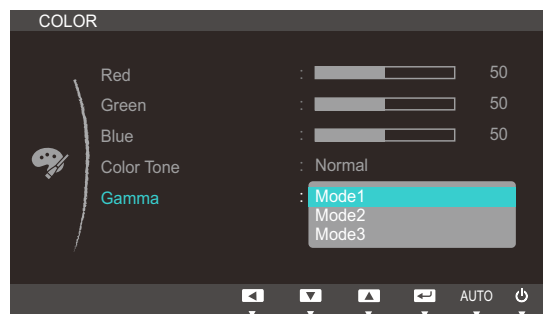 COLOR
Red : 50
Green : 50
Blue : 50
Color Tone : Normal
Gamma : Mode1
Mode2
Mode3
AUTO